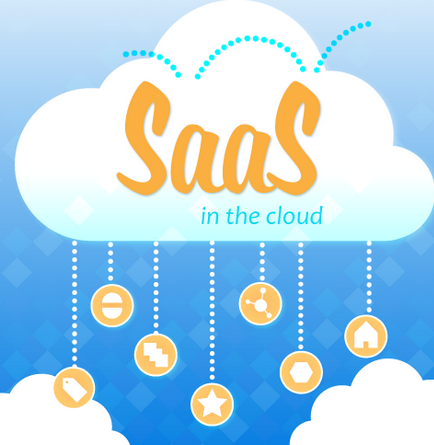 SaaS
in the cloud